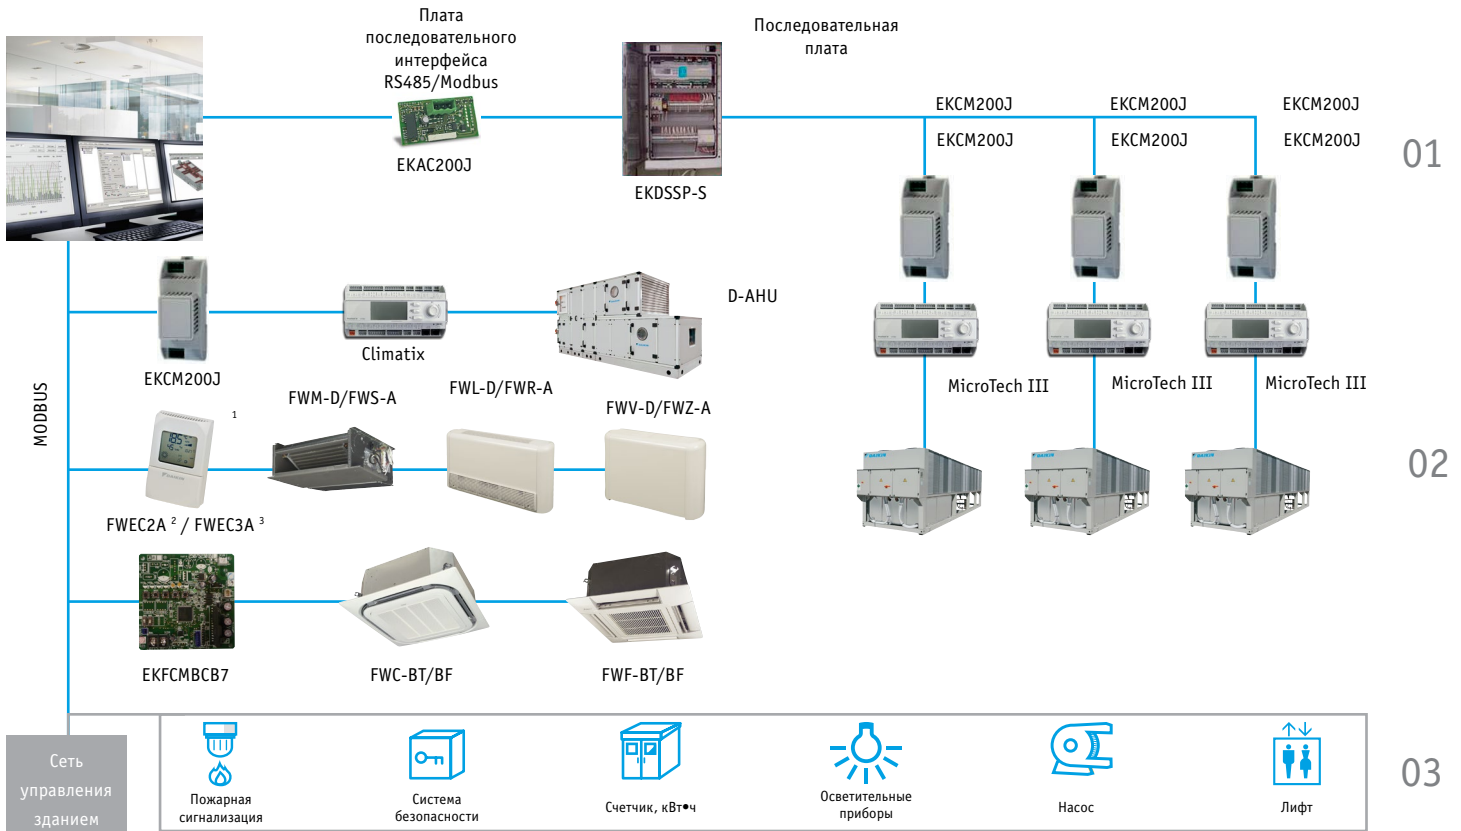 Плата
последовательного
интерфейса
RS485/Modbus
Последовательная
плата
EKCM200J EKCM200J EKCM200J
EKCM200J EKCM200J EKCM200J
01
EKAC200J
EKDSSP-S
D-AHU
Climatix
EKCM200J
MicroTech III MicroTech III MicroTech III
MODBUS
FWM-D/FWS-A
FWL-D/FWR-A
FWV-D/FWZ-A
1
02
FWEC2A 2 / FWEC3A 3
DAIKIN
DAIKIN
DAIKIN
EKFCMBCB7
FWC-BT/BF
FWF-BT/BF
Сеть
управления
зданием
Пожарная
сигнализация
Система
безопасности
Счетчик, кВт•ч
Осветительные
приборы
Насос
Лифт
03